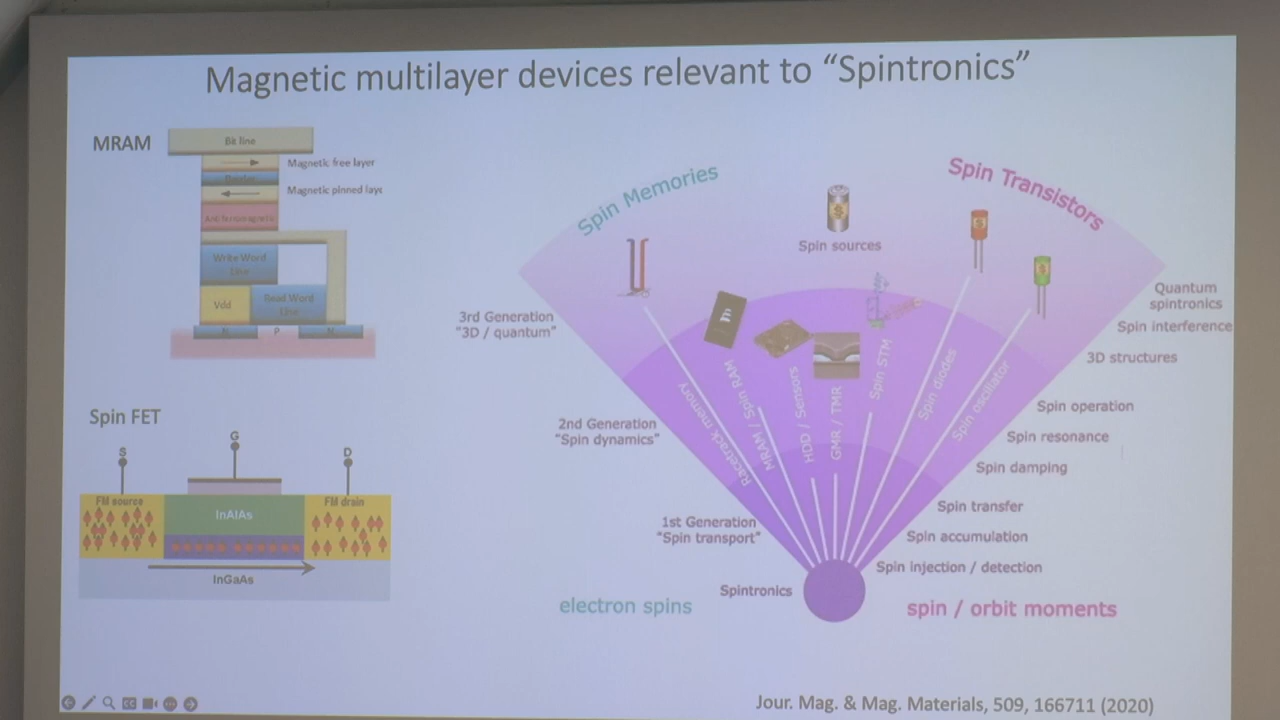 Magnetic multilayer devices relevant to “Spintronics”
MRAM
Bit line
Magnetic free layer
Barrier
Magnetic pinned laye
Antiferromagnetic
Write Word
Line
Vdd
Read Word
Line
N
P
N
Spin FET
S
G
D
FM source
InAlAs
FM drain
InGaAs
Spin Memories
Spin Transistors
Spin sources
3rd Generation
“3D / quantum”
2nd Generation
“Spin dynamics”
1st Generation
“Spin transport”
Spintronics
Racetrack memory
MRAM / Spin RAM
HDD / Sensors
GMR / TMR
Spin STM
Spin diodes
Spin oscillator
Quantum
spintronics
Spin interference
3D structures
Spin operation
Spin resonance
Spin damping
Spin transfer
Spin accumulation
Spin injection / detection
electron spins
spin / orbit moments
Jour. Mag. & Mag. Materials, 509, 166711 (2020)